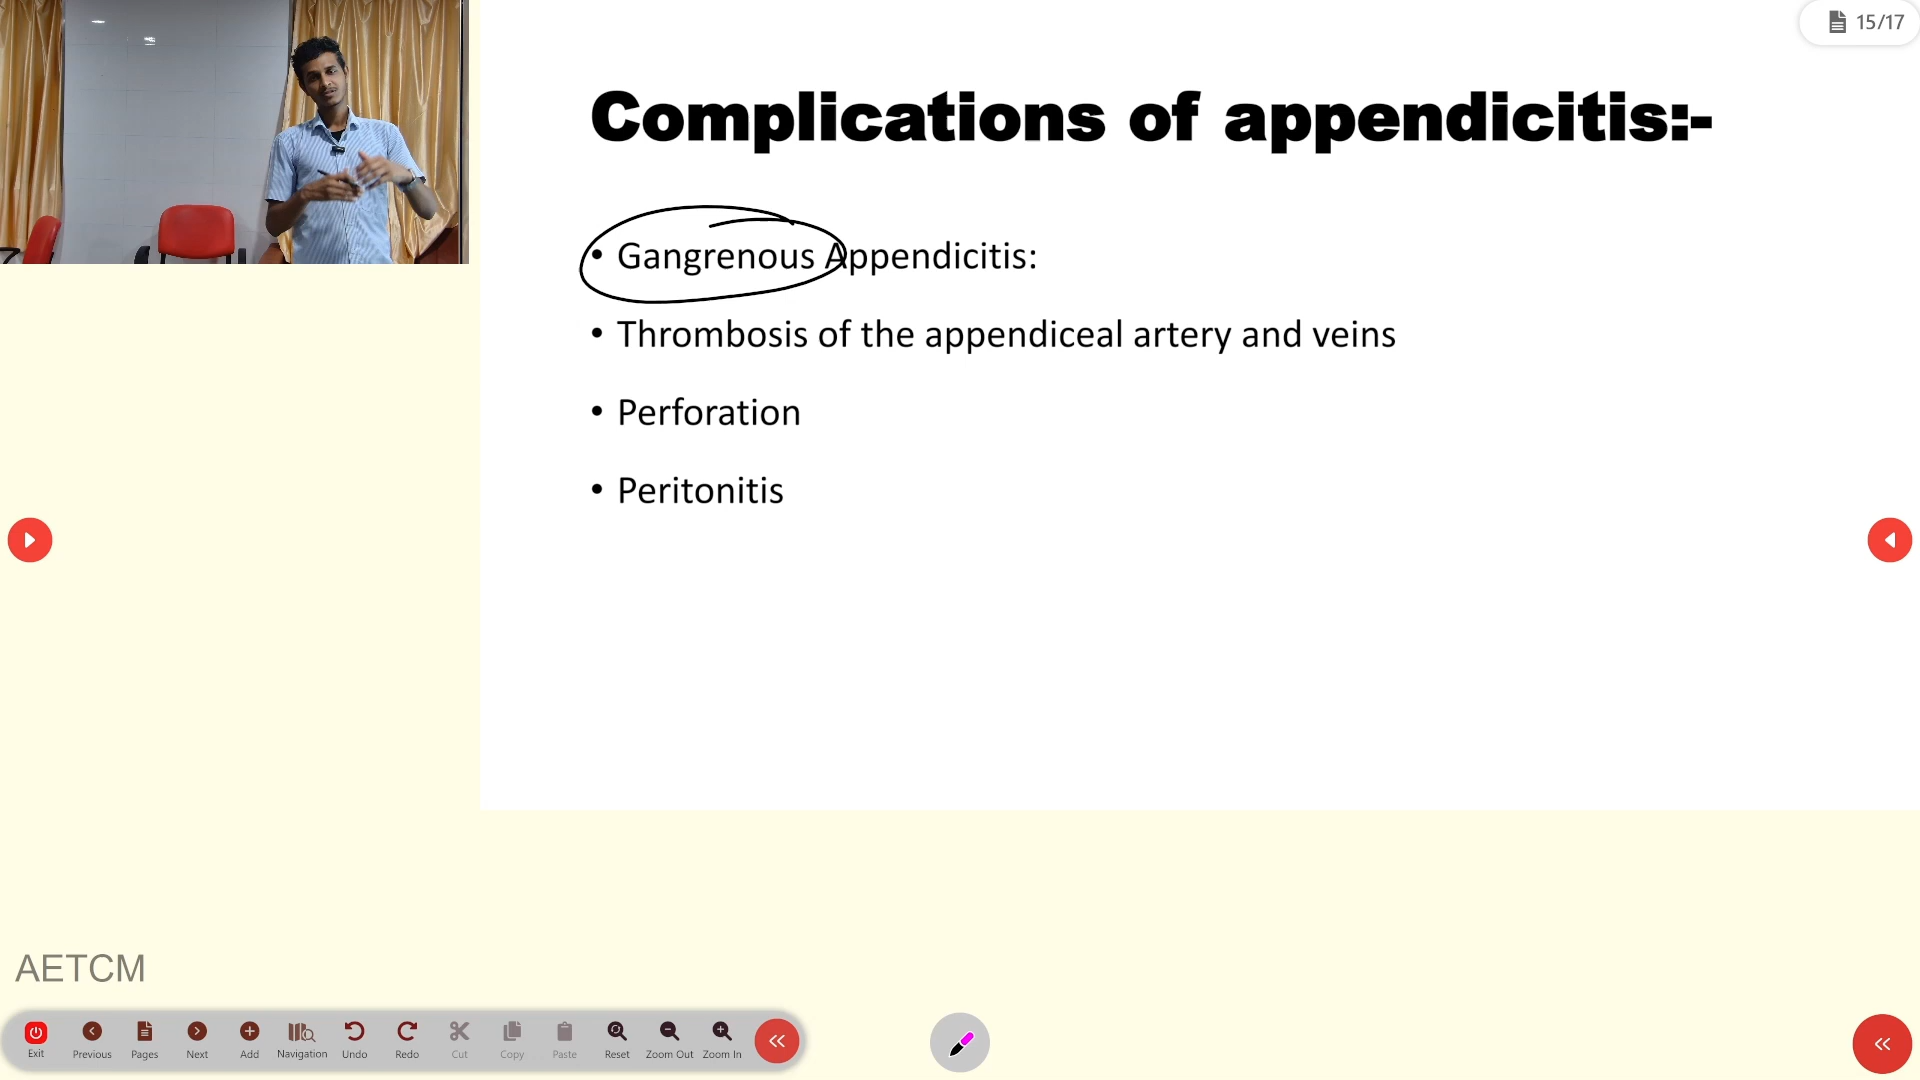 15/17
Complications of appendicitis:-
• Gangrenous Appendicitis:
• Thrombosis of the appendiceal artery and veins
• Perforation
• Peritonitis
AETCM
Exit Previous Pages Next Add Navigation Undo Redo Cut Copy Paste Reset Zoom Out Zoom In